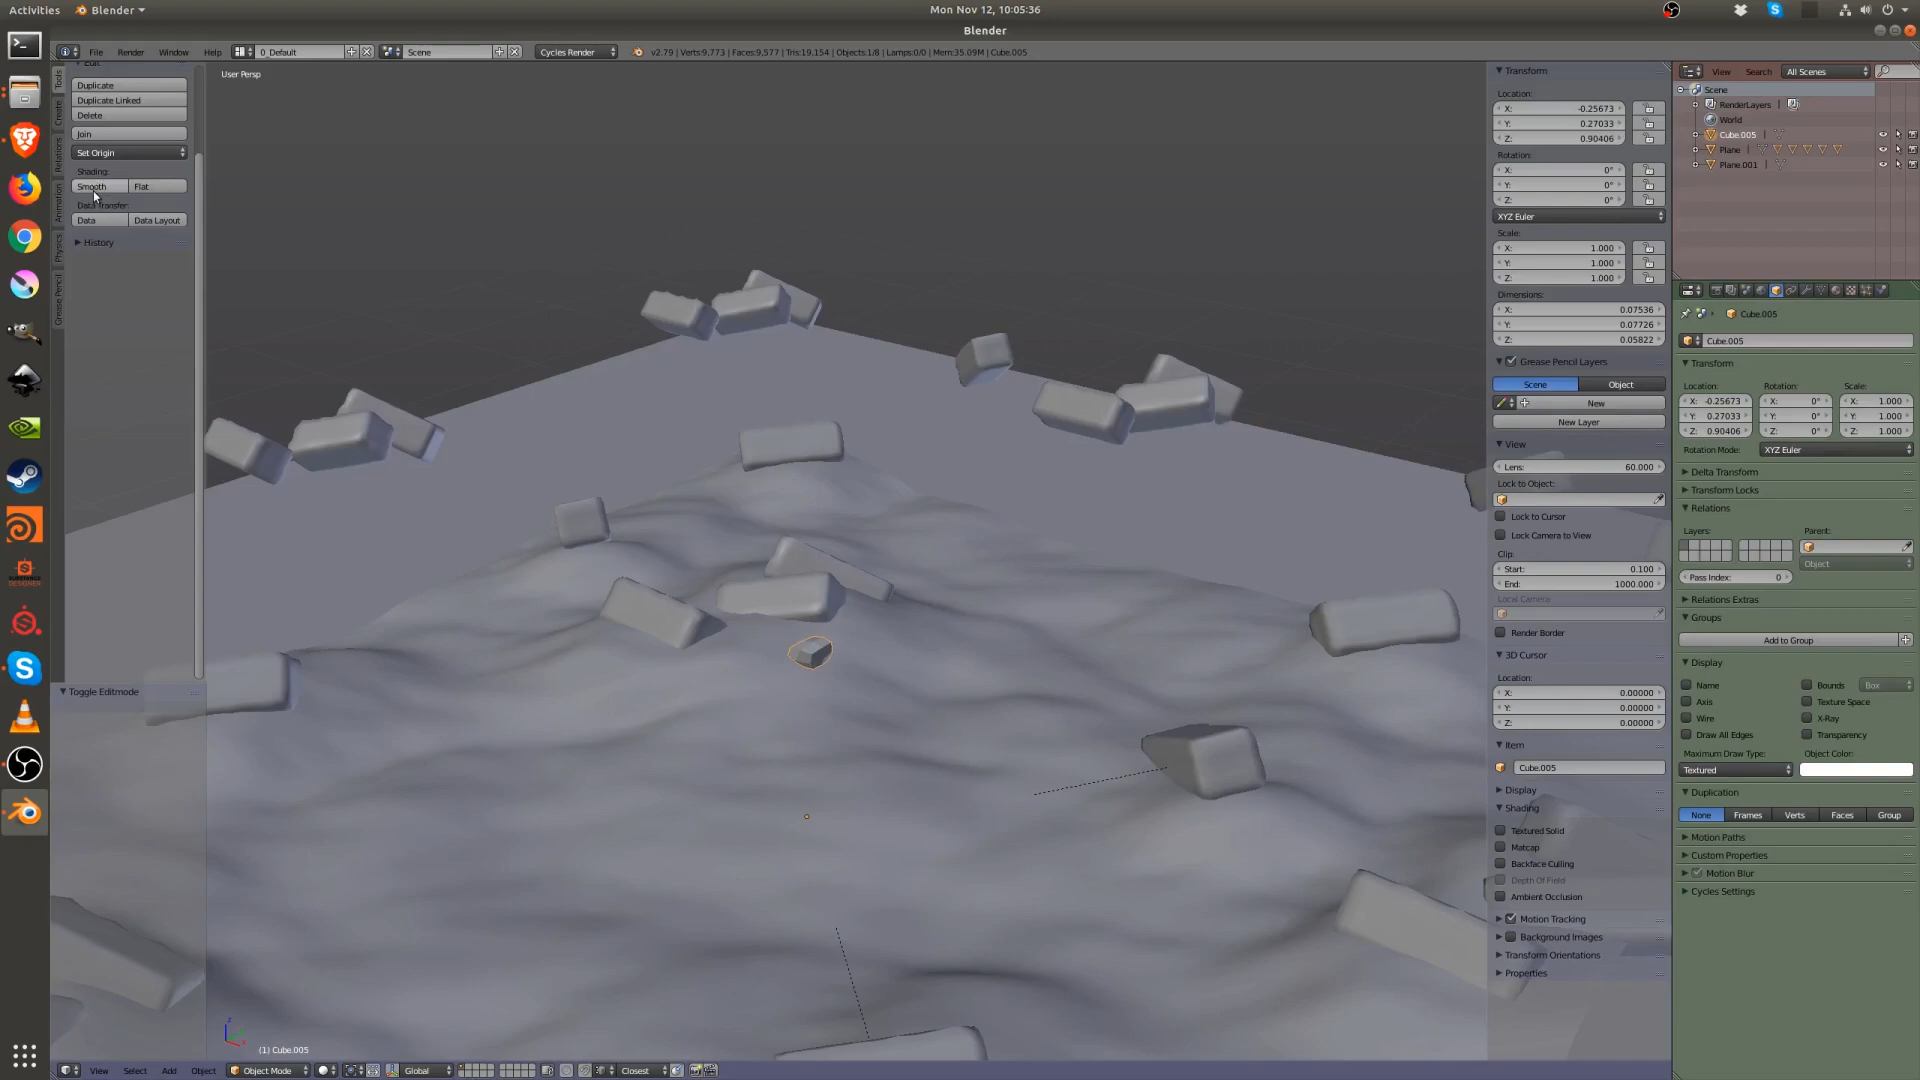 Activities Blender Mon Nov 12, 10:05:36
Blender
File Render Window Help 0_Default Scene Cycles Render v2.79 | Verts:9,773 | Faces:9,577 | Tris:19,154 | Objects:1/8 | Lamps:0/0 | Mem:35.09M | Cube.005
Tools
Create
Relations
Animation
Physics
Grease Pencil
Edit
Duplicate
Duplicate Linked
Delete
Join
Set Origin
Shading:
Smooth Flat
Data Transfer:
Data Data Layout
History
Toggle Editmode
User Persp
(1) Cube.005
View Select Add Object Object Mode Global Closest
Transform
Location:
X: -0.25673
Y: 0.27033
Z: 0.90406
Rotation:
X: 0°
Y: 0°
Z: 0°
XYZ Euler
Scale:
X: 1.000
Y: 1.000
Z: 1.000
Dimensions:
X: 0.07536
Y: 0.07726
Z: 0.05822
Grease Pencil Layers
Scene Object
New
New Layer
View
Lens: 60.000
Lock to Object:
Lock to Cursor
Lock Camera to View
Clip:
Start: 0.100
End: 1000.000
Local Camera:
Render Border
3D Cursor
Location:
X: 0.00000
Y: 0.00000
Z: 0.00000
Item
Cube.005
Display
Shading
Textured Solid
Matcap
Backface Culling
Depth Of Field
Ambient Occlusion
Motion Tracking
Background Images
Transform Orientations
Properties
View Search All Scenes
Scene
RenderLayers
World
Cube.005
Plane
Plane.001
Cube.005
Cube.005
Transform
Location: Rotation: Scale:
X: -0.25673 X: 0° X: 1.000
Y: 0.27033 Y: 0° Y: 1.000
Z: 0.90406 Z: 0° Z: 1.000
Rotation Mode: XYZ Euler
Delta Transform
Transform Locks
Relations
Layers: Parent:
Object
Pass Index: 0
Relations Extras
Groups
Add to Group
Display
Name Bounds Box
Axis Texture Space
Wire X-Ray
Draw All Edges Transparency
Maximum Draw Type: Object Color:
Textured
Duplication
None Frames Verts Faces Group
Motion Paths
Custom Properties
Motion Blur
Cycles Settings